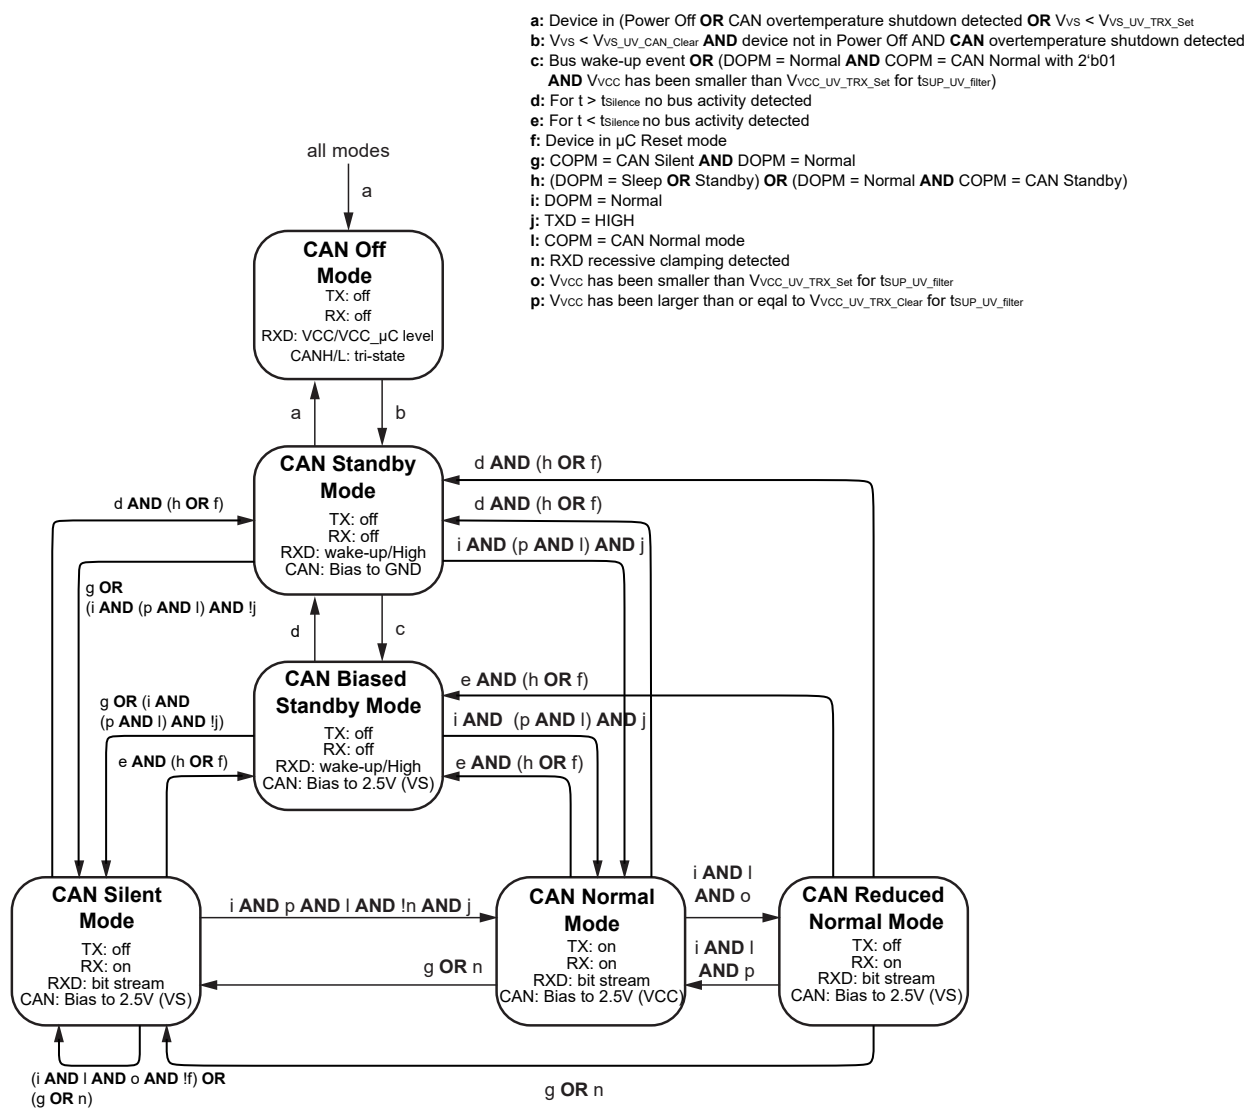 a: Device in (Power Off OR CAN overtemperature shutdown detected OR VVS < VVS_UV_TRX_Set
b: VVS < VVS_UV_CAN_Clear AND device not in Power Off AND CAN overtemperature shutdown detected
c: Bus wake-up event OR (DOPM = Normal AND COPM = CAN Normal with 2‘b01
AND VVCC has been smaller than VVCC_UV_TRX_Set for tSUP_UV_filter)
d: For t > tSilence no bus activity detected
e: For t < tSilence no bus activity detected
f: Device in µC Reset mode
g: COPM = CAN Silent AND DOPM = Normal
h: (DOPM = Sleep OR Standby) OR (DOPM = Normal AND COPM = CAN Standby)
i: DOPM = Normal
j: TXD = HIGH
l: COPM = CAN Normal mode
n: RXD recessive clamping detected
o: VVCC has been smaller than VVCC_UV_TRX_Set for tSUP_UV_filter
p: VVCC has been larger than or eqal to VVCC_UV_TRX_Clear for tSUP_UV_filter
all modes
a
CAN Off
Mode
TX: off
RX: off
RXD: VCC/VCC_µC level
CANH/L: tri-state
a
b
CAN Standby
Mode
TX: off
RX: off
RXD: wake-up/High
CAN: Bias to GND
d AND (h OR f)
d AND (h OR f)
d AND (h OR f)
i AND (p AND l) AND j
g OR
(i AND (p AND l) AND !j
d
c
CAN Biased
Standby Mode
TX: off
RX: off
RXD: wake-up/High
CAN: Bias to 2.5V (VS)
g OR (i AND
(p AND l) AND !j)
e AND (h OR f)
e AND (h OR f)
i AND (p AND l) AND j
e AND (h OR f)
CAN Silent
Mode
TX: off
RX: on
RXD: bit stream
CAN: Bias to 2.5V (VS)
i AND p AND l AND !n AND j
g OR n
CAN Normal
Mode
TX: on
RX: on
RXD: bit stream
CAN: Bias to 2.5V (VCC)
i AND l
AND o
i AND l
AND p
CAN Reduced
Normal Mode
TX: off
RX: on
RXD: bit stream
CAN: Bias to 2.5V (VS)
(i AND l AND o AND !f) OR
(g OR n)
g OR n